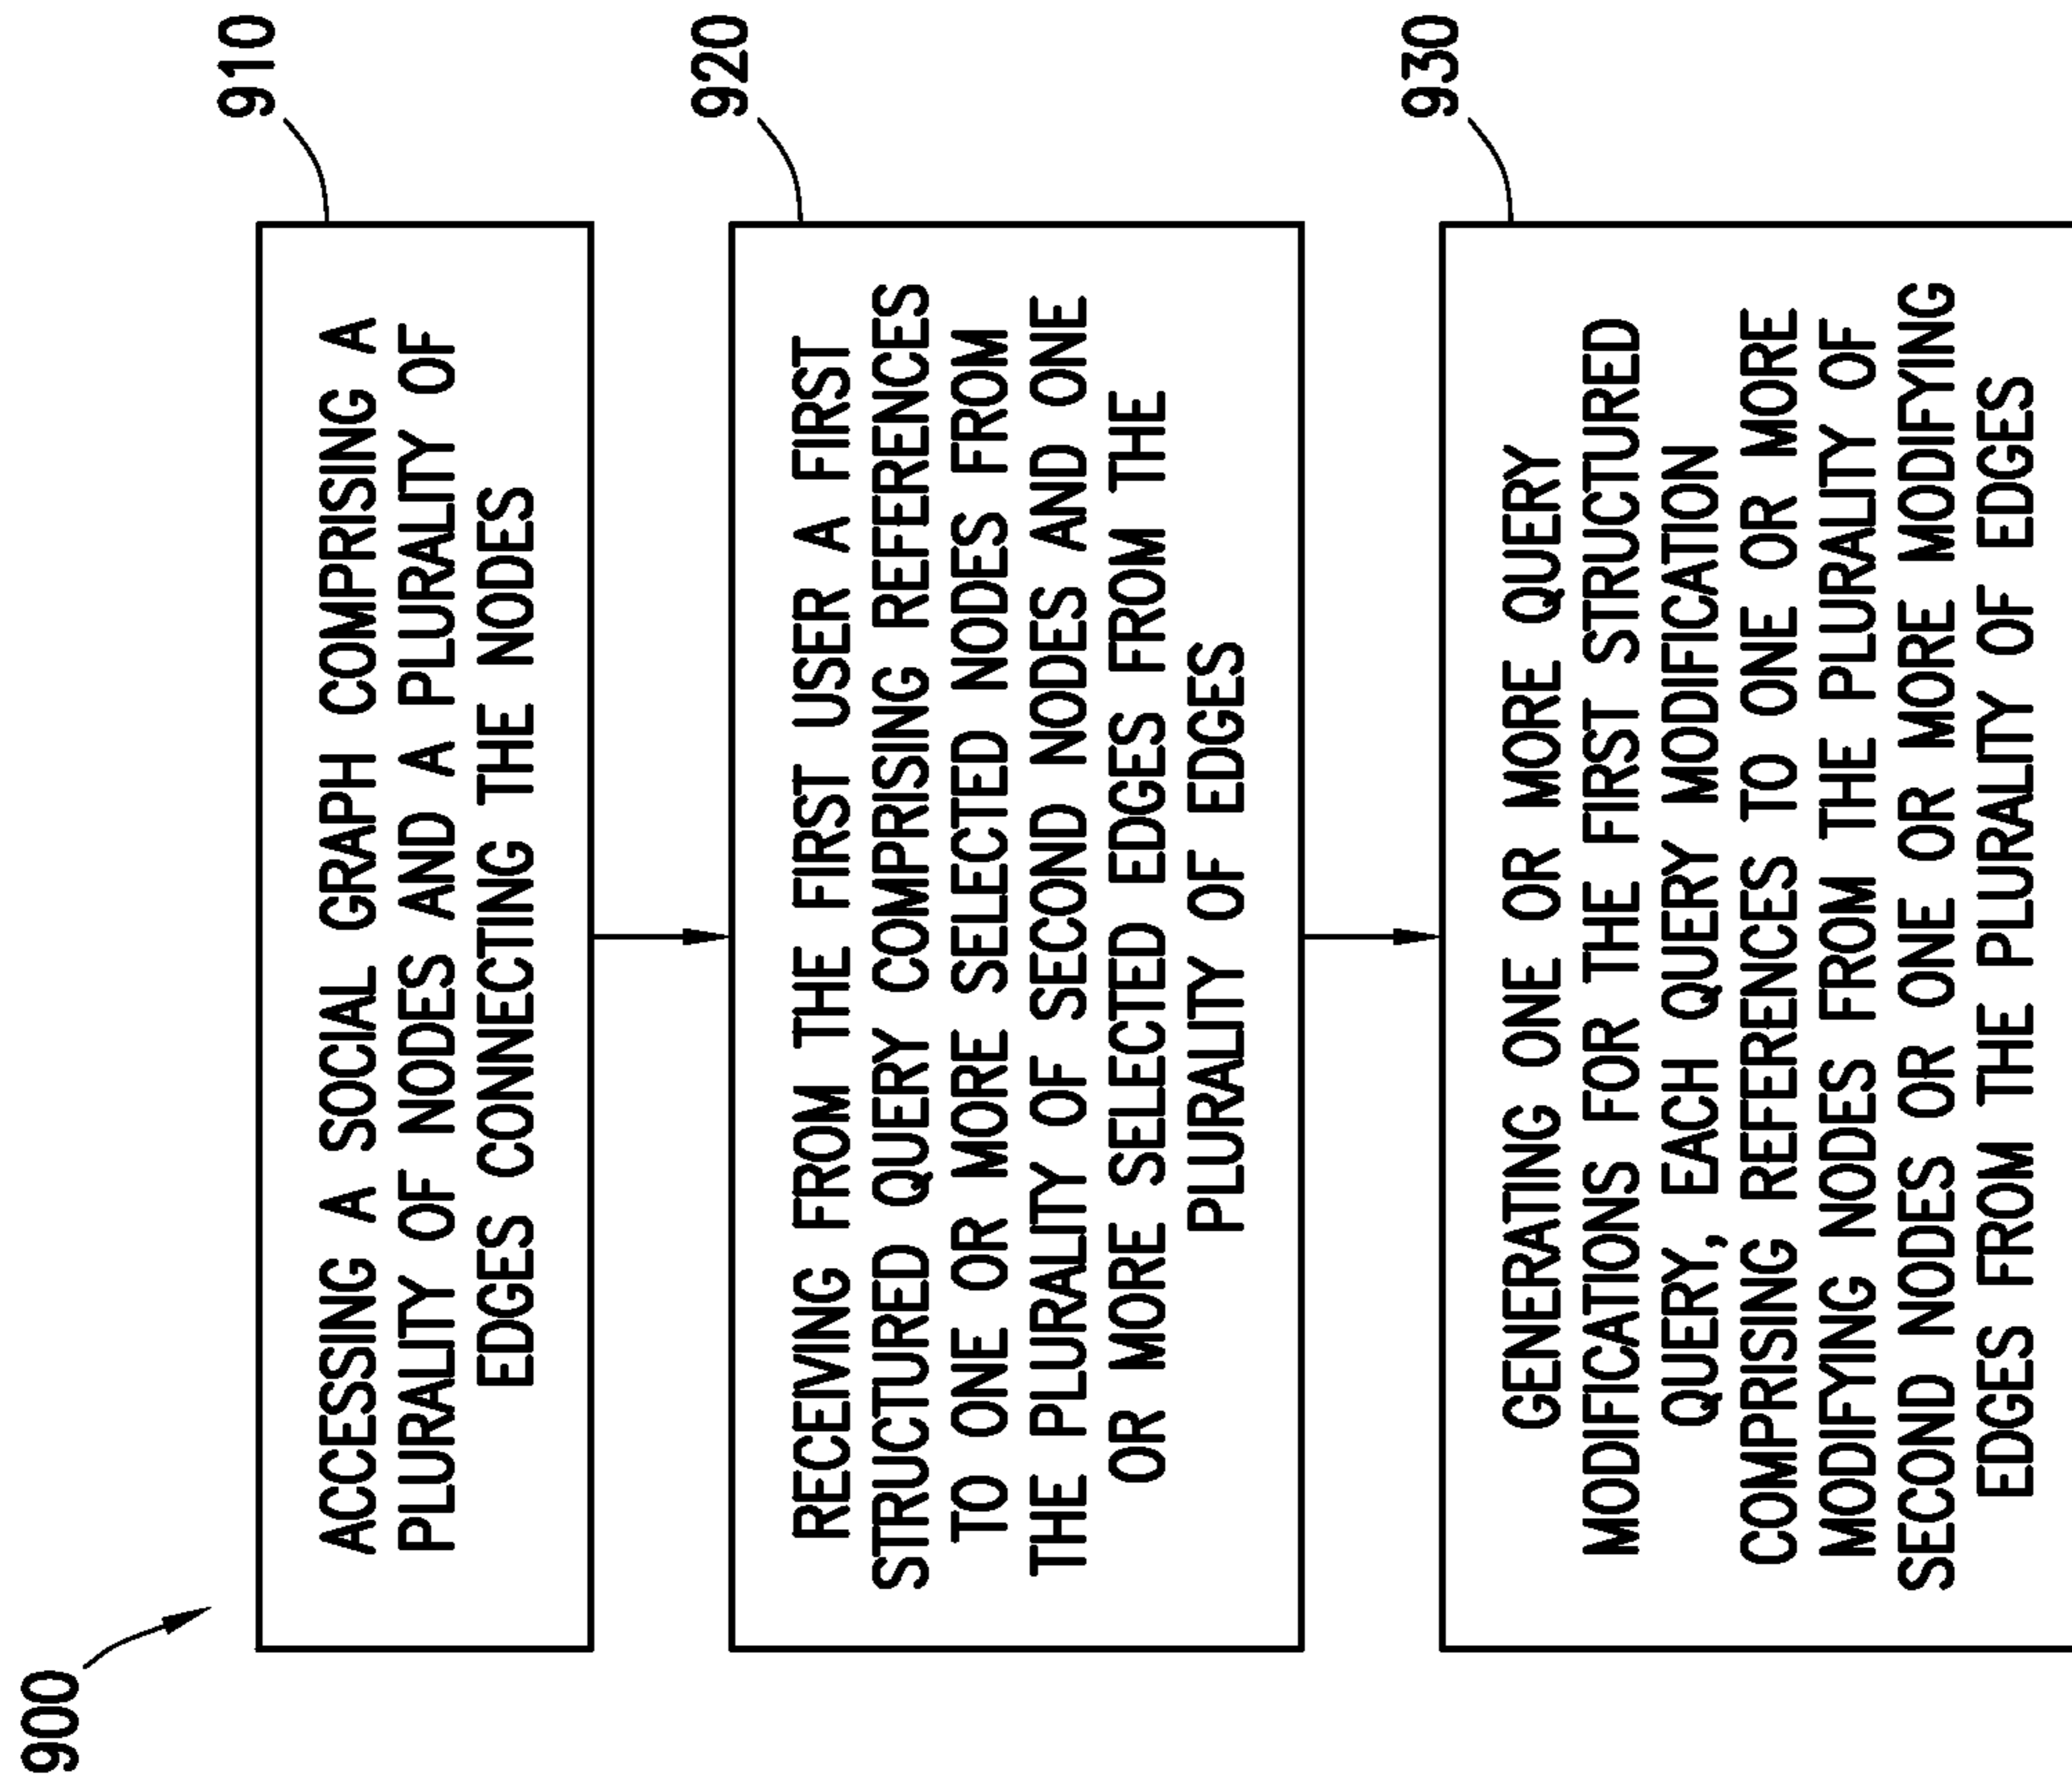 900
910
ACCESSING A SOCIAL GRAPH COMPRISING A
PLURALITY OF NODES AND A PLURALITY OF
EDGES CONNECTING THE NODES
920
RECEIVING FROM THE FIRST USER A FIRST
STRUCTURED QUERY COMPRISING REFERENCES
TO ONE OR MORE SELECTED NODES FROM
THE PLURALITY OF SECOND NODES AND ONE
OR MORE SELECTED EDGES FROM THE
PLURALITY OF EDGES
930
GENERATING ONE OR MORE QUERY
MODIFICATIONS FOR THE FIRST STRUCTURED
QUERY, EACH QUERY MODIFICATION
COMPRISING REFERENCES TO ONE OR MORE
MODIFYING NODES FROM THE PLURALITY OF
SECOND NODES OR ONE OR MORE MODIFYING
EDGES FROM THE PLURALITY OF EDGES